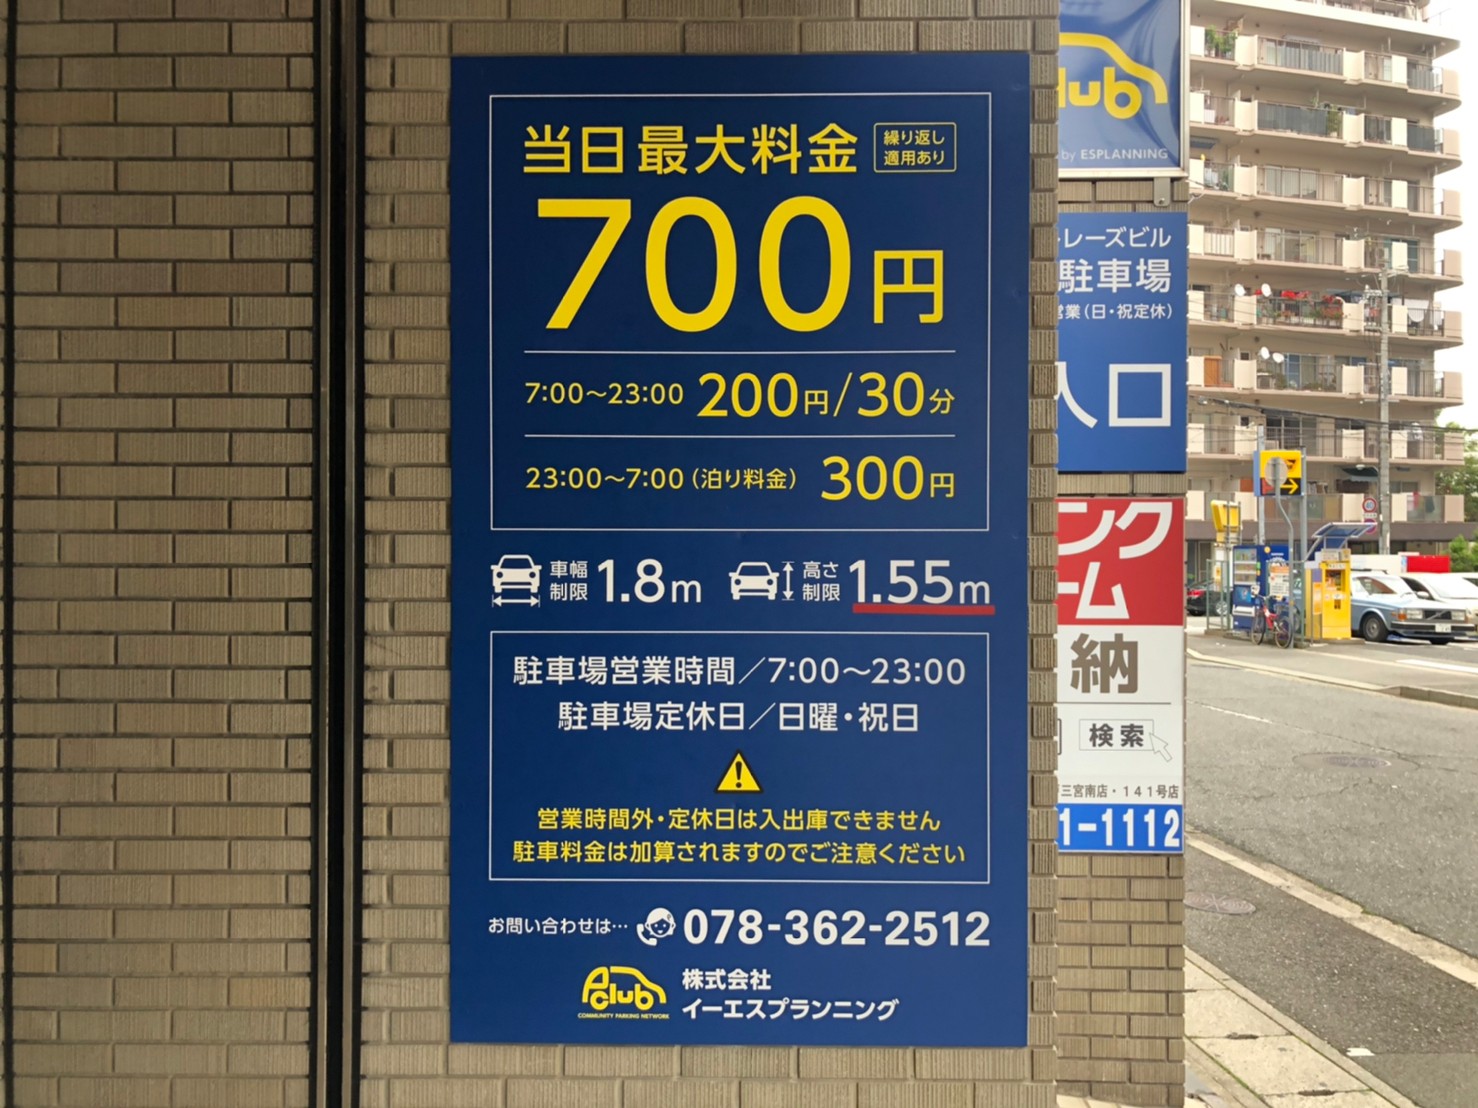 当日最大料金
繰り返し
適用あり
700円
7:00～23:00 200円/30分
23:00～7:00（泊り料金） 300円
車幅
制限
1.8m
高さ
制限
1.55m
駐車場営業時間／7:00～23:00
駐車場定休日／日曜・祝日
営業時間外・定休日は入出庫できません
駐車料金は加算されますのでご注意ください
お問い合わせは… 078-362-2512
P club
COMMUNITY PARKING NETWORK
株式会社
イーエスプランニング
lub
by ESPLANNING
レーズビル
駐車場
営業（日・祝定休）
入口
ンク
ーム
納
検索
三宮南店・141号店
1-1112